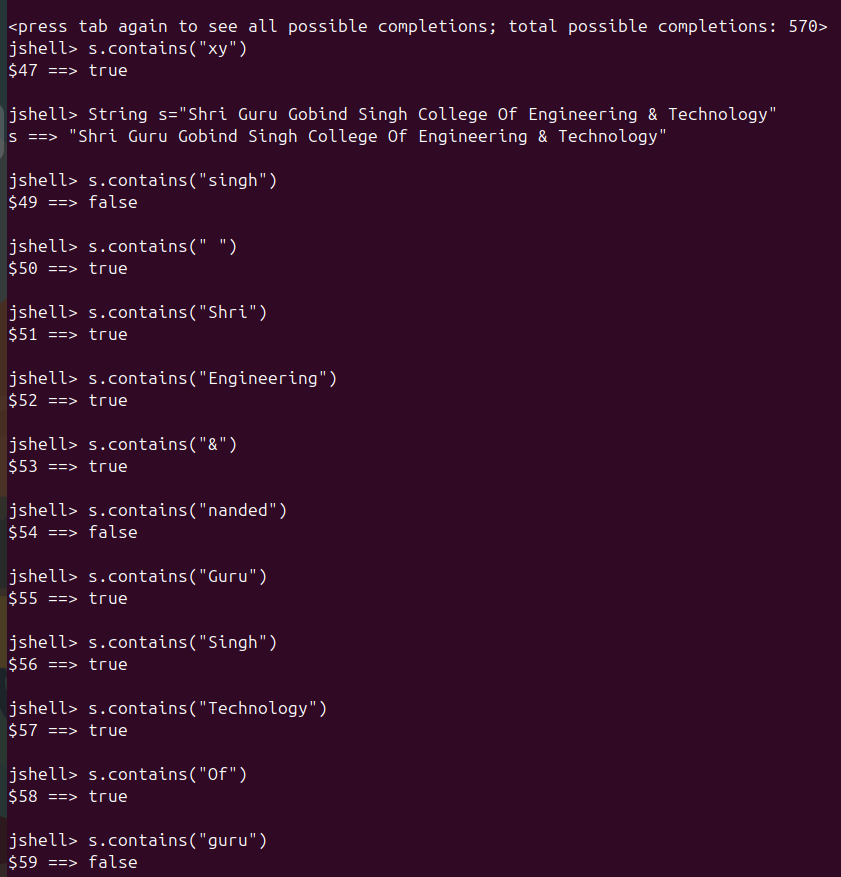 <press tab again to see all possible completions; total possible completions: 570>
jshell> s.contains("xy")
$47 ==> true
jshell> String s="Shri Guru Gobind Singh College Of Engineering & Technology"
s ==> "Shri Guru Gobind Singh College Of Engineering & Technology"
jshell> s.contains("singh")
$49 ==> false
jshell> s.contains(" ")
$50 ==> true
jshell> s.contains("Shri")
$51 ==> true
jshell> s.contains("Engineering")
$52 ==> true
jshell> s.contains("&")
$53 ==> true
jshell> s.contains("nanded")
$54 ==> false
jshell> s.contains("Guru")
$55 ==> true
jshell> s.contains("Singh")
$56 ==> true
jshell> s.contains("Technology")
$57 ==> true
jshell> s.contains("Of")
$58 ==> true
jshell> s.contains("guru")
$59 ==> false